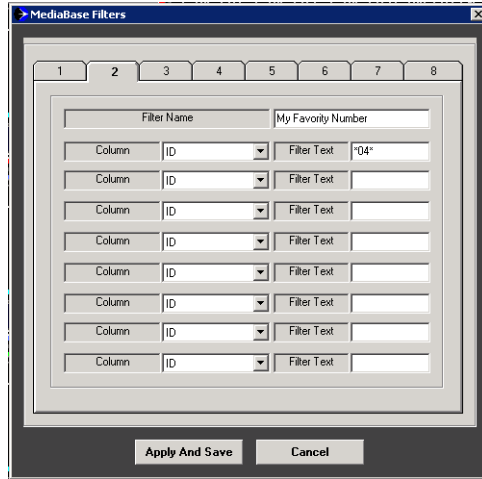 MediaBase Filters
1 2 3 4 5 6 7 8
Filter Name My Favority Number
Column ID Filter Text *04*
Column ID Filter Text
Column ID Filter Text
Column ID Filter Text
Column ID Filter Text
Column ID Filter Text
Column ID Filter Text
Column ID Filter Text
Apply And Save Cancel